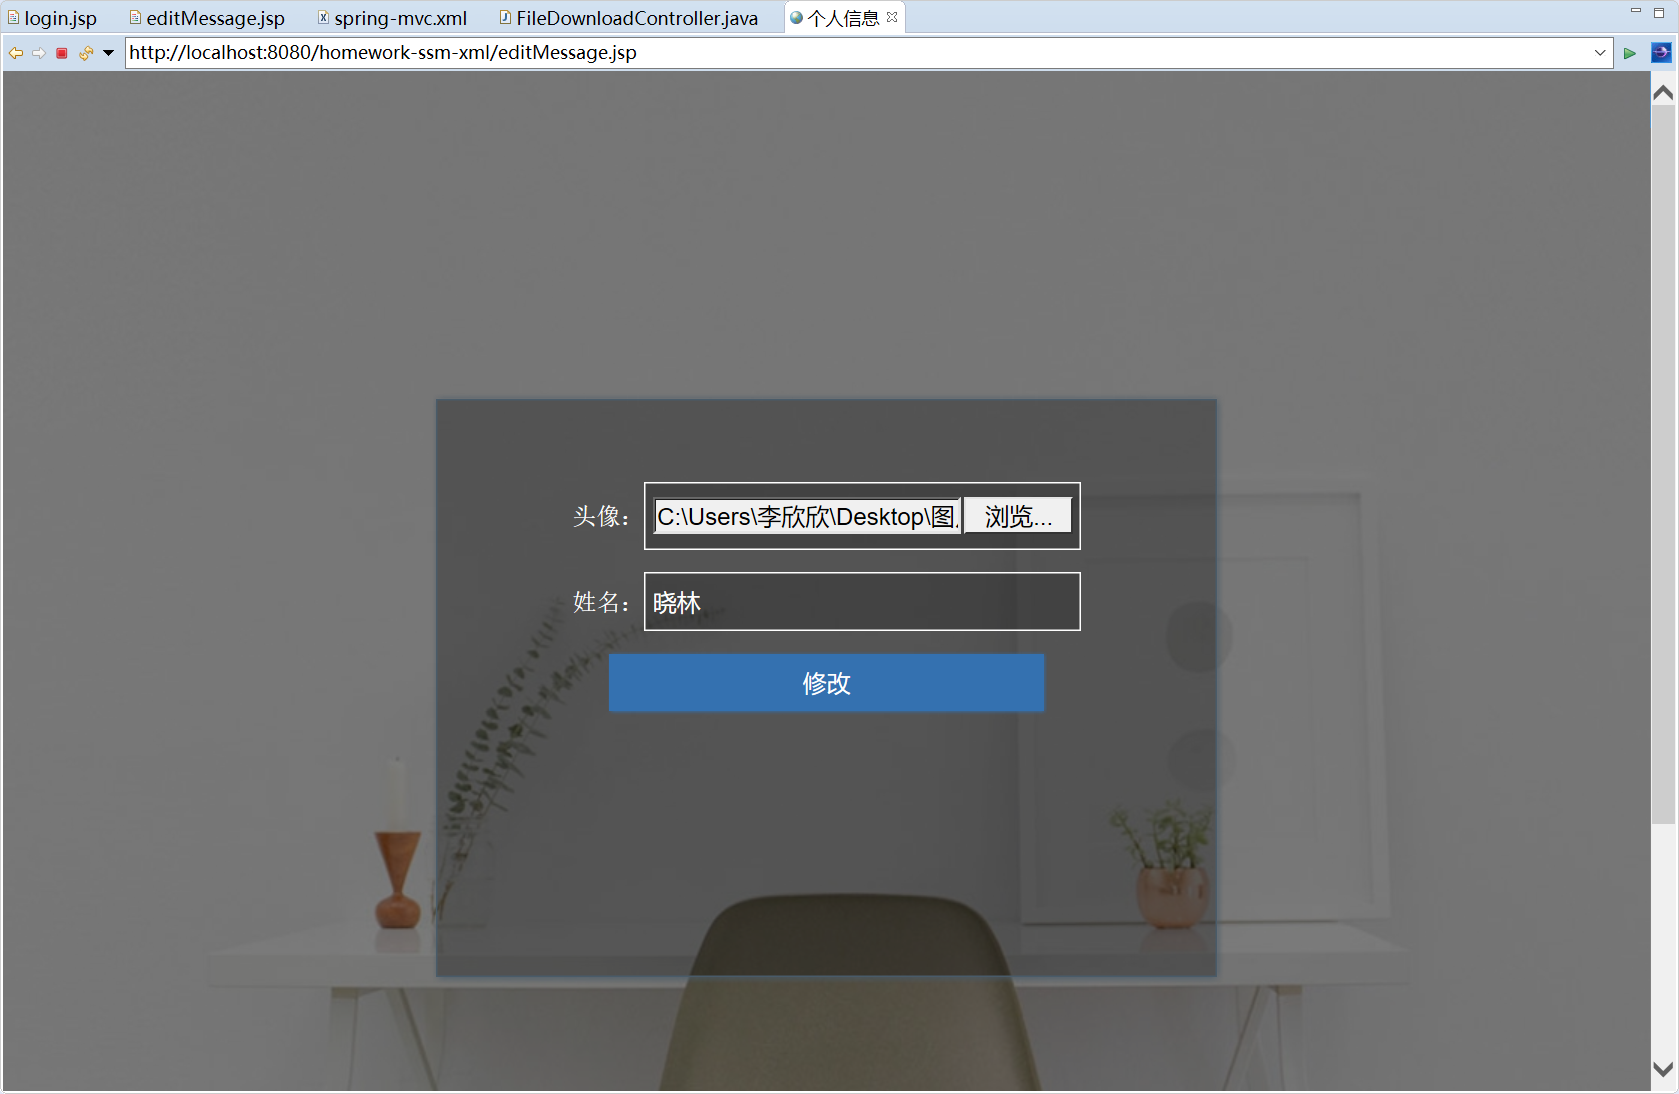 login.jsp editMessage.jsp spring-mvc.xml FileDownloadController.java 个人信息
http://localhost:8080/homework-ssm-xml/editMessage.jsp
头像： C:\Users\李欣欣\Desktop\图 浏览...
姓名： 晓林
修改